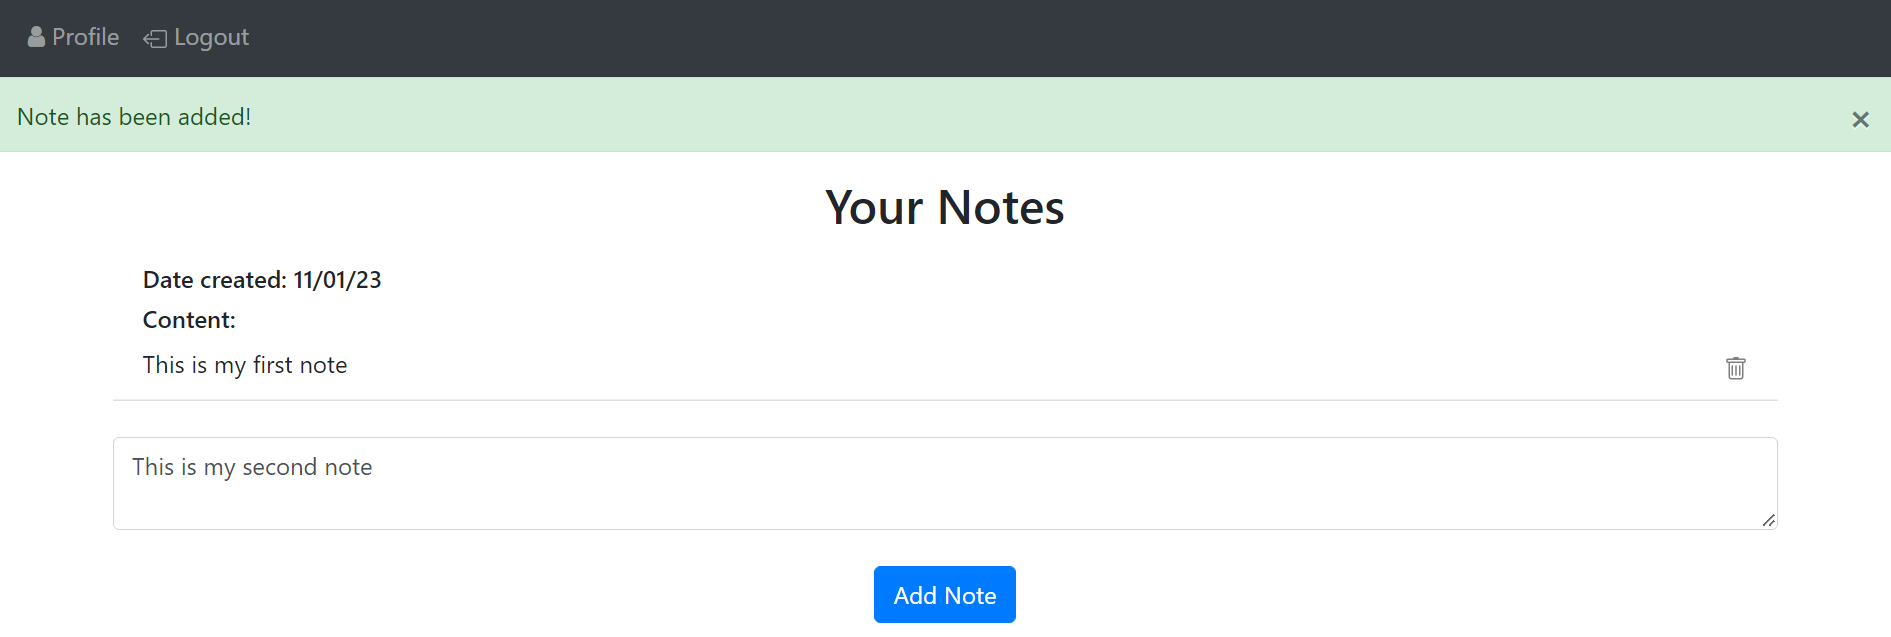 Profile Logout
Note has been added!
Your Notes
Date created: 11/01/23
Content:
This is my first note
This is my second note
Add Note